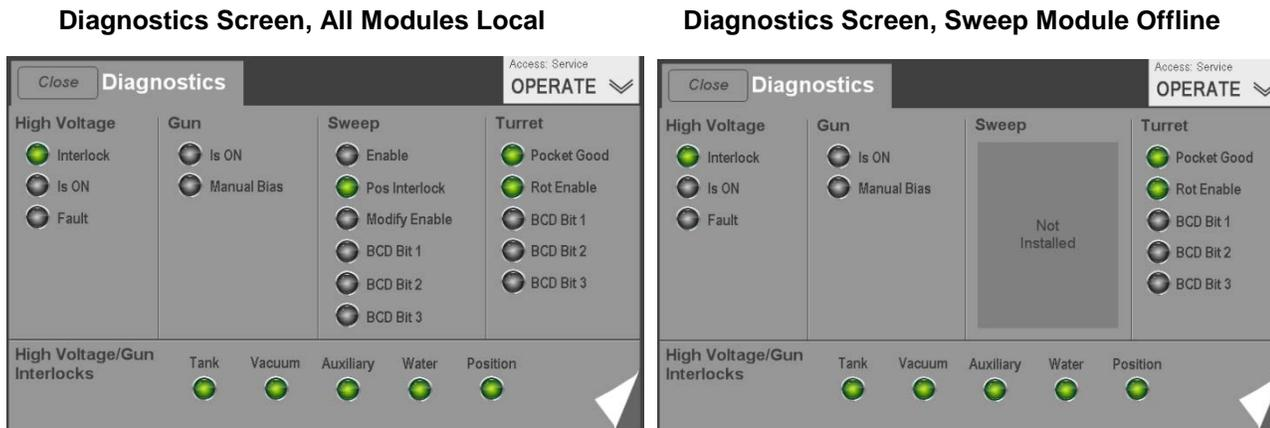 Diagnostics Screen, All Modules Local
Close
Diagnostics
Access: Service
OPERATE
High Voltage
Interlock
Is ON
Fault
Gun
Is ON
Manual Bias
Sweep
Enable
Pos Interlock
Modify Enable
BCD Bit 1
BCD Bit 2
BCD Bit 3
Turret
Pocket Good
Rot Enable
BCD Bit 1
BCD Bit 2
BCD Bit 3
High Voltage/Gun
Interlocks
Tank
Vacuum
Auxiliary
Water
Position
Diagnostics Screen, Sweep Module Offline
Close
Diagnostics
Access: Service
OPERATE
High Voltage
Interlock
Is ON
Fault
Gun
Is ON
Manual Bias
Sweep
Not
Installed
Turret
Pocket Good
Rot Enable
BCD Bit 1
BCD Bit 2
BCD Bit 3
High Voltage/Gun
Interlocks
Tank
Vacuum
Auxiliary
Water
Position